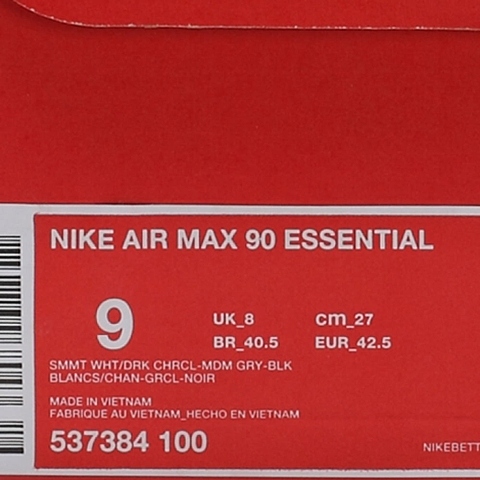 NIKE AIR MAX 90 ESSENTIAL
9
UK_8 cm_27
BR_40.5 EUR_42.5
SMMT WHT/DRK CHRCL-MDM GRY-BLK
BLANCS/CHAN-GRCL-NOIR
MADE IN VIETNAM
FABRIQUE AU VIETNAM_HECHO EN VIETNAM
537384 100
NIKEBETT